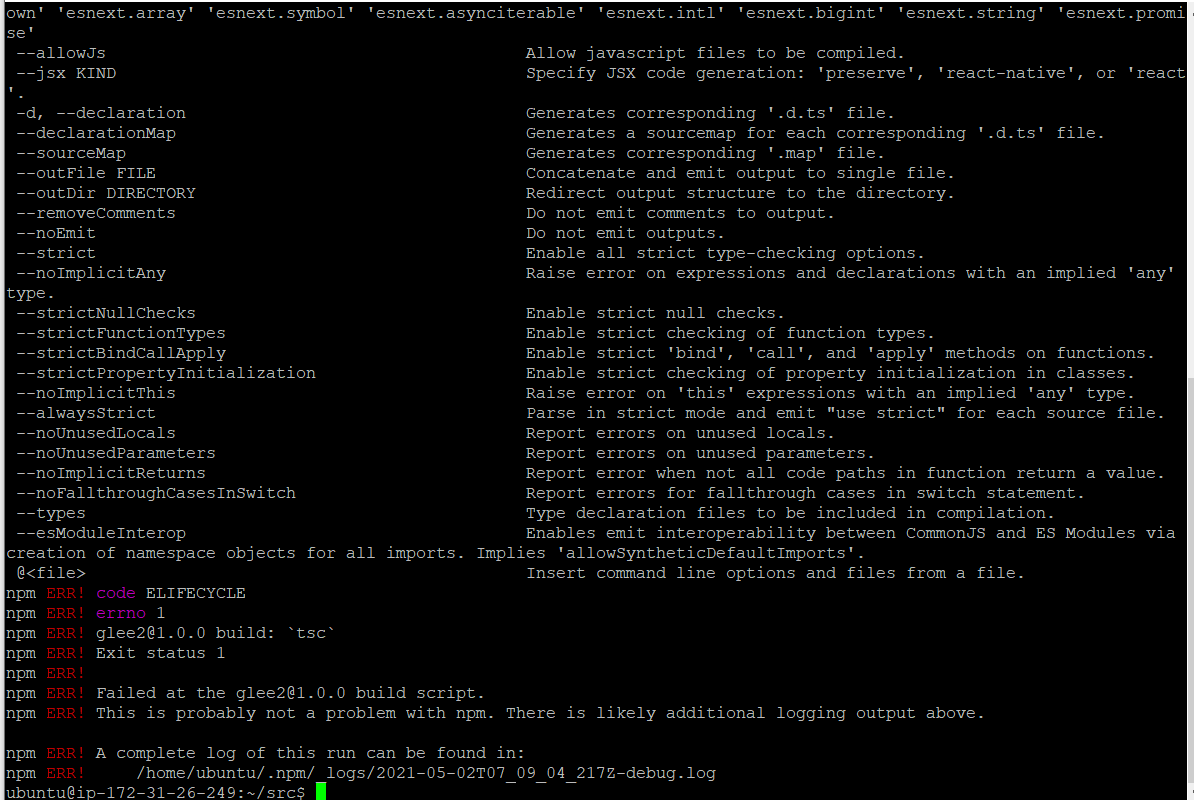 own' 'esnext.array' 'esnext.symbol' 'esnext.asynciterable' 'esnext.intl' 'esnext.bigint' 'esnext.string' 'esnext.promi
se'
 --allowJs                                          Allow javascript files to be compiled.
 --jsx KIND                                         Specify JSX code generation: 'preserve', 'react-native', or 'react
'.
 -d, --declaration                                  Generates corresponding '.d.ts' file.
 --declarationMap                                   Generates a sourcemap for each corresponding '.d.ts' file.
 --sourceMap                                        Generates corresponding '.map' file.
 --outFile FILE                                     Concatenate and emit output to single file.
 --outDir DIRECTORY                                 Redirect output structure to the directory.
 --removeComments                                   Do not emit comments to output.
 --noEmit                                           Do not emit outputs.
 --strict                                           Enable all strict type-checking options.
 --noImplicitAny                                    Raise error on expressions and declarations with an implied 'any'
type.
 --strictNullChecks                                 Enable strict null checks.
 --strictFunctionTypes                              Enable strict checking of function types.
 --strictBindCallApply                              Enable strict 'bind', 'call', and 'apply' methods on functions.
 --strictPropertyInitialization                     Enable strict checking of property initialization in classes.
 --noImplicitThis                                   Raise error on 'this' expressions with an implied 'any' type.
 --alwaysStrict                                     Parse in strict mode and emit "use strict" for each source file.
 --noUnusedLocals                                   Report errors on unused locals.
 --noUnusedParameters                               Report errors on unused parameters.
 --noImplicitReturns                                Report error when not all code paths in function return a value.
 --noFallthroughCasesInSwitch                       Report errors for fallthrough cases in switch statement.
 --types                                            Type declaration files to be included in compilation.
 --esModuleInterop                                  Enables emit interoperability between CommonJS and ES Modules via
creation of namespace objects for all imports. Implies 'allowSyntheticDefaultImports'.
 @<file>                                            Insert command line options and files from a file.
npm ERR! code ELIFECYCLE
npm ERR! errno 1
npm ERR! glee2@1.0.0 build: `tsc`
npm ERR! Exit status 1
npm ERR!
npm ERR! Failed at the glee2@1.0.0 build script.
npm ERR! This is probably not a problem with npm. There is likely additional logging output above.

npm ERR! A complete log of this run can be found in:
npm ERR!     /home/ubuntu/.npm/_logs/2021-05-02T07_09_04_217Z-debug.log
ubuntu@ip-172-31-26-249:~/src$